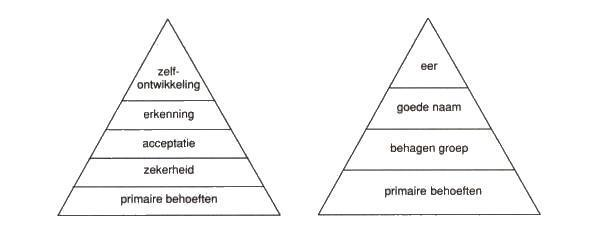 zelf-
ontwikkeling
erkenning
acceptatie
zekerheid
primaire behoeften
eer
goede naam
behagen groep
primaire behoeften